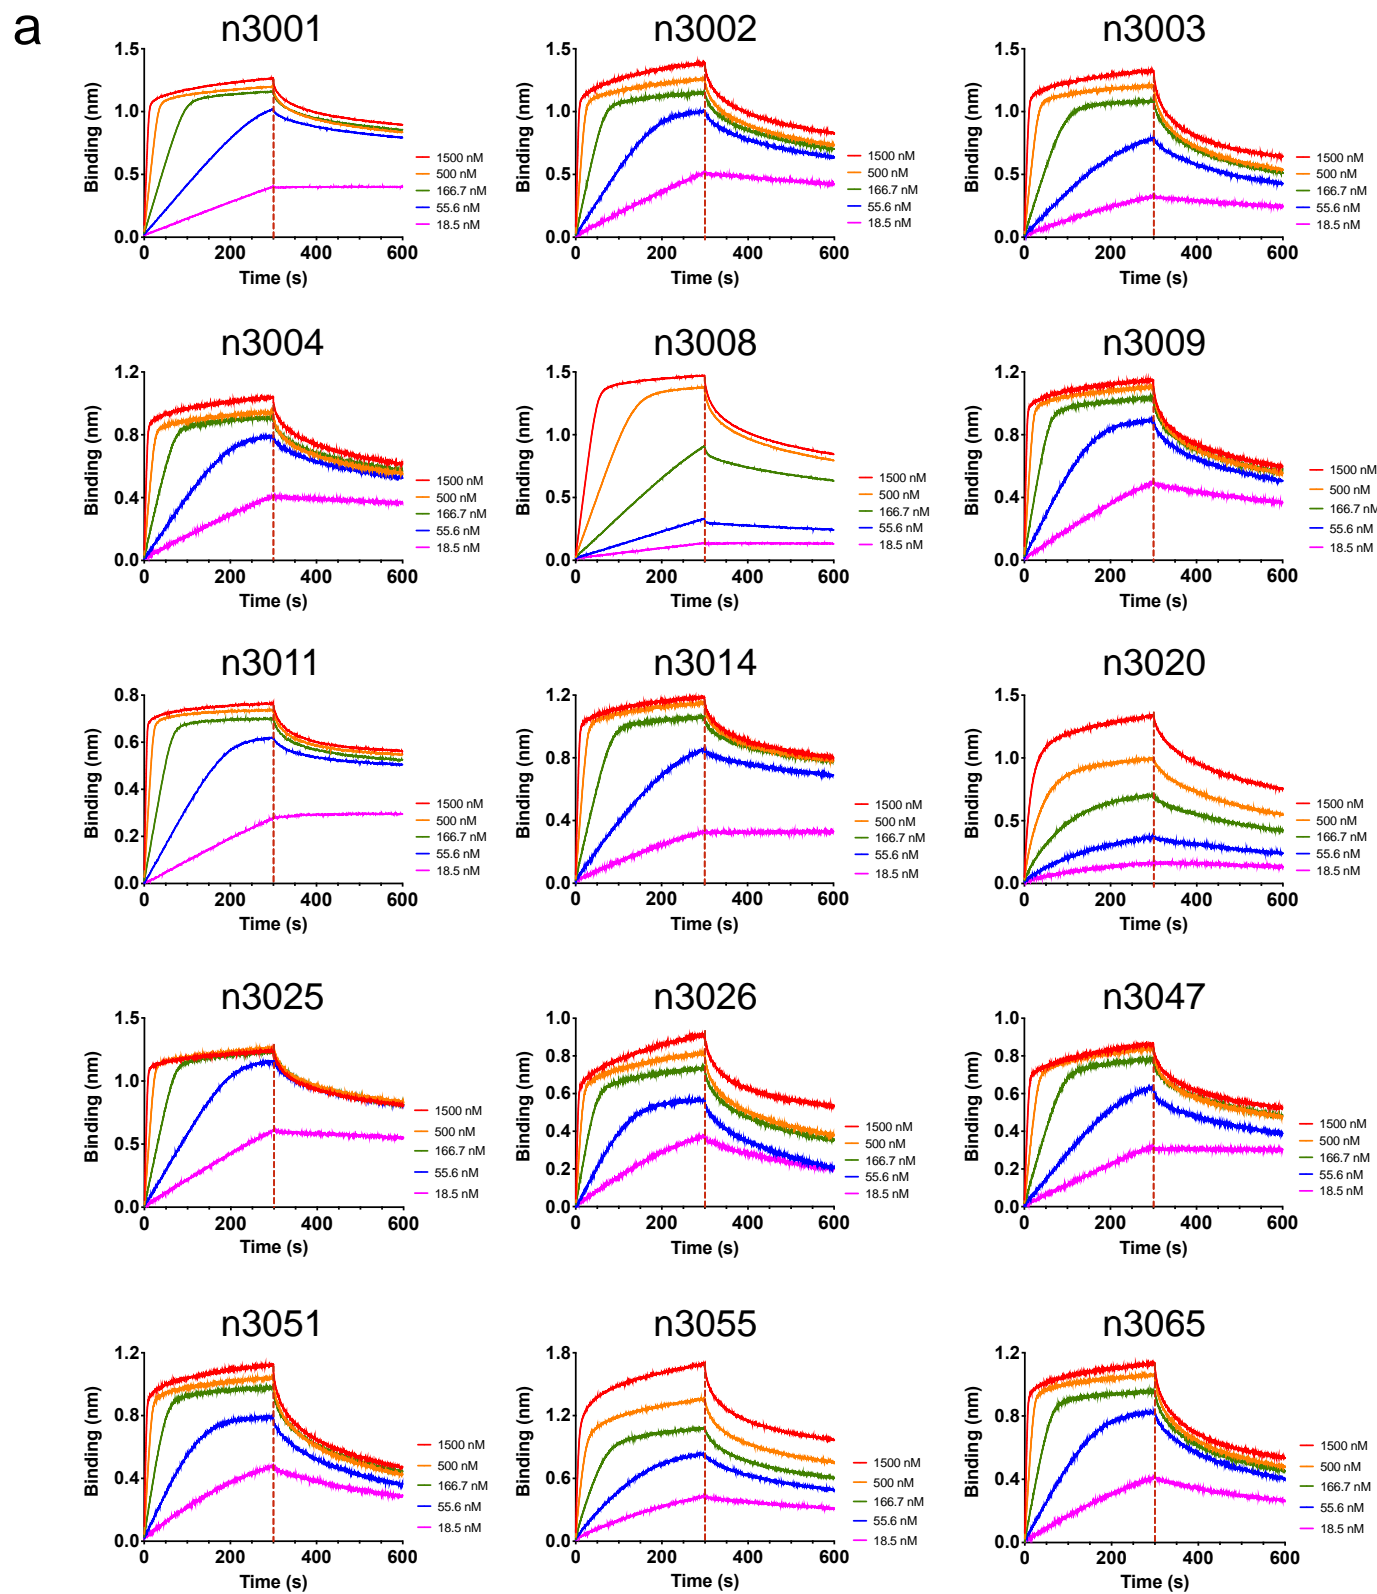 a
n3001
n3002
n3003
Binding (nm)
1.5
1.0
0.5
0.0
0
200
400
600
Time (s)
1500 nM
500 nM
166.7 nM
55.6 nM
18.5 nM
Binding (nm)
1.5
1.0
0.5
0.0
0
200
400
600
Time (s)
1500 nM
500 nM
166.7 nM
55.6 nM
18.5 nM
Binding (nm)
1.5
1.0
0.5
0.0
0
200
400
600
Time (s)
1500 nM
500 nM
166.7 nM
55.6 nM
18.5 nM
n3004
n3008
n3009
Binding (nm)
1.2
0.8
0.4
0.0
0
200
400
600
Time (s)
1500 nM
500 nM
166.7 nM
55.6 nM
18.5 nM
Binding (nm)
1.5
1.0
0.5
0.0
0
200
400
600
Time (s)
1500 nM
500 nM
166.7 nM
55.6 nM
18.5 nM
Binding (nm)
1.2
0.8
0.4
0.0
0
200
400
600
Time (s)
1500 nM
500 nM
166.7 nM
55.6 nM
18.5 nM
n3011
n3014
n3020
Binding (nm)
0.8
0.6
0.4
0.2
0.0
0
200
400
600
Time (s)
1500 nM
500 nM
166.7 nM
55.6 nM
18.5 nM
Binding (nm)
1.2
0.8
0.4
0.0
0
200
400
600
Time (s)
1500 nM
500 nM
166.7 nM
55.6 nM
18.5 nM
Binding (nm)
1.5
1.0
0.5
0.0
0
200
400
600
Time (s)
1500 nM
500 nM
166.7 nM
55.6 nM
18.5 nM
n3025
n3026
n3047
Binding (nm)
1.5
1.0
0.5
0.0
0
200
400
600
Time (s)
1500 nM
500 nM
166.7 nM
55.6 nM
18.5 nM
Binding (nm)
1.0
0.8
0.6
0.4
0.2
0.0
0
200
400
600
Time (s)
1500 nM
500 nM
166.7 nM
55.6 nM
18.5 nM
Binding (nm)
1.0
0.8
0.6
0.4
0.2
0.0
0
200
400
600
Time (s)
1500 nM
500 nM
166.7 nM
55.6 nM
18.5 nM
n3051
n3055
n3065
Binding (nm)
1.2
0.8
0.4
0.0
0
200
400
600
Time (s)
1500 nM
500 nM
166.7 nM
55.6 nM
18.5 nM
Binding (nm)
1.8
1.2
0.6
0.0
0
200
400
600
Time (s)
1500 nM
500 nM
166.7 nM
55.6 nM
18.5 nM
Binding (nm)
1.2
0.8
0.4
0.0
0
200
400
600
Time (s)
1500 nM
500 nM
166.7 nM
55.6 nM
18.5 nM